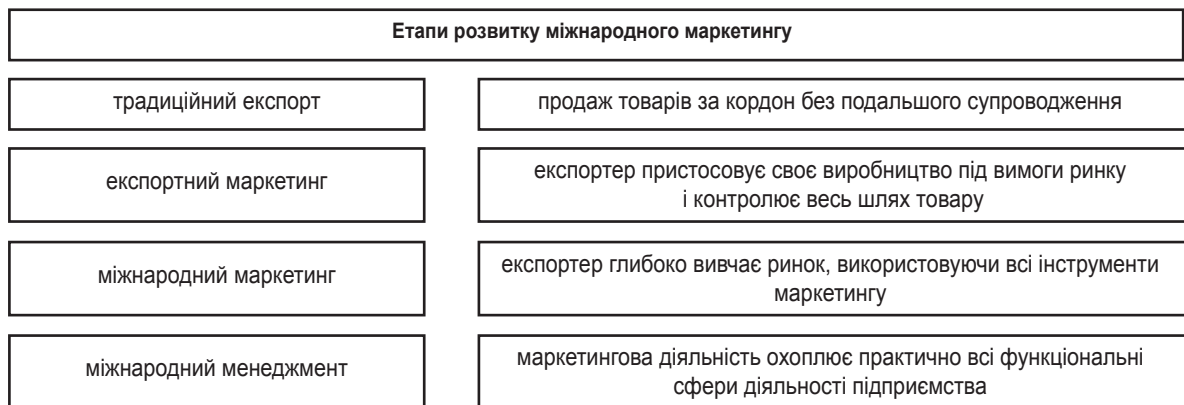 Етапи розвитку міжнародного маркетингу
традиційний експорт
продаж товарів за кордон без подальшого супроводження
експортний маркетинг
експортер пристосовує своє виробництво під вимоги ринку
і контролює весь шлях товару
міжнародний маркетинг
експортер глибоко вивчає ринок, використовуючи всі інструменти
маркетингу
міжнародний менеджмент
маркетингова діяльність охоплює практично всі функціональні
сфери діяльності підприємства